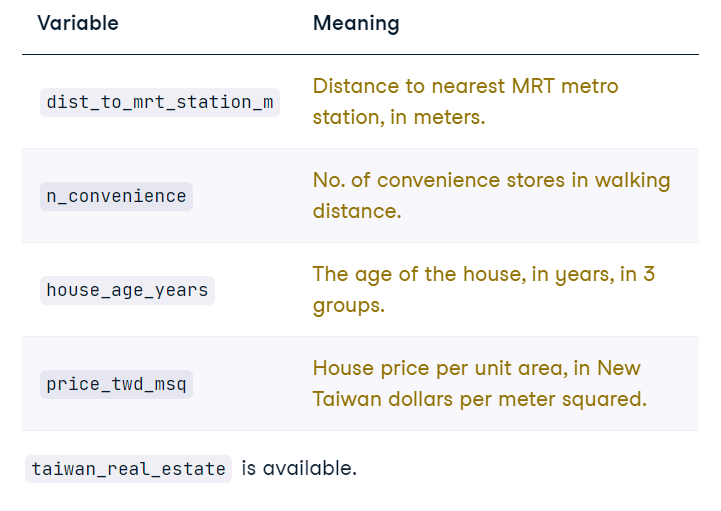 Variable Meaning
dist_to_mrt_station_m Distance to nearest MRT metro
station, in meters.
n_convenience No. of convenience stores in walking
distance.
house_age_years The age of the house, in years, in 3
groups.
price_twd_msq House price per unit area, in New
Taiwan dollars per meter squared.
taiwan_real_estate is available.